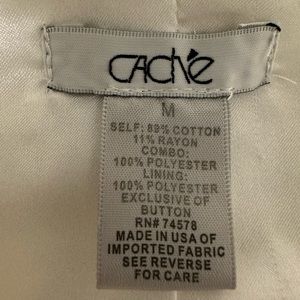 CACHÉ
M
SELF: 89% COTTON
11% RAYON
COMBO:
100% POLYESTER
LINING:
100% POLYESTER
EXCLUSIVE OF
BUTTON
RN# 74578
MADE IN USA OF
IMPORTED FABRIC
SEE REVERSE
FOR CARE